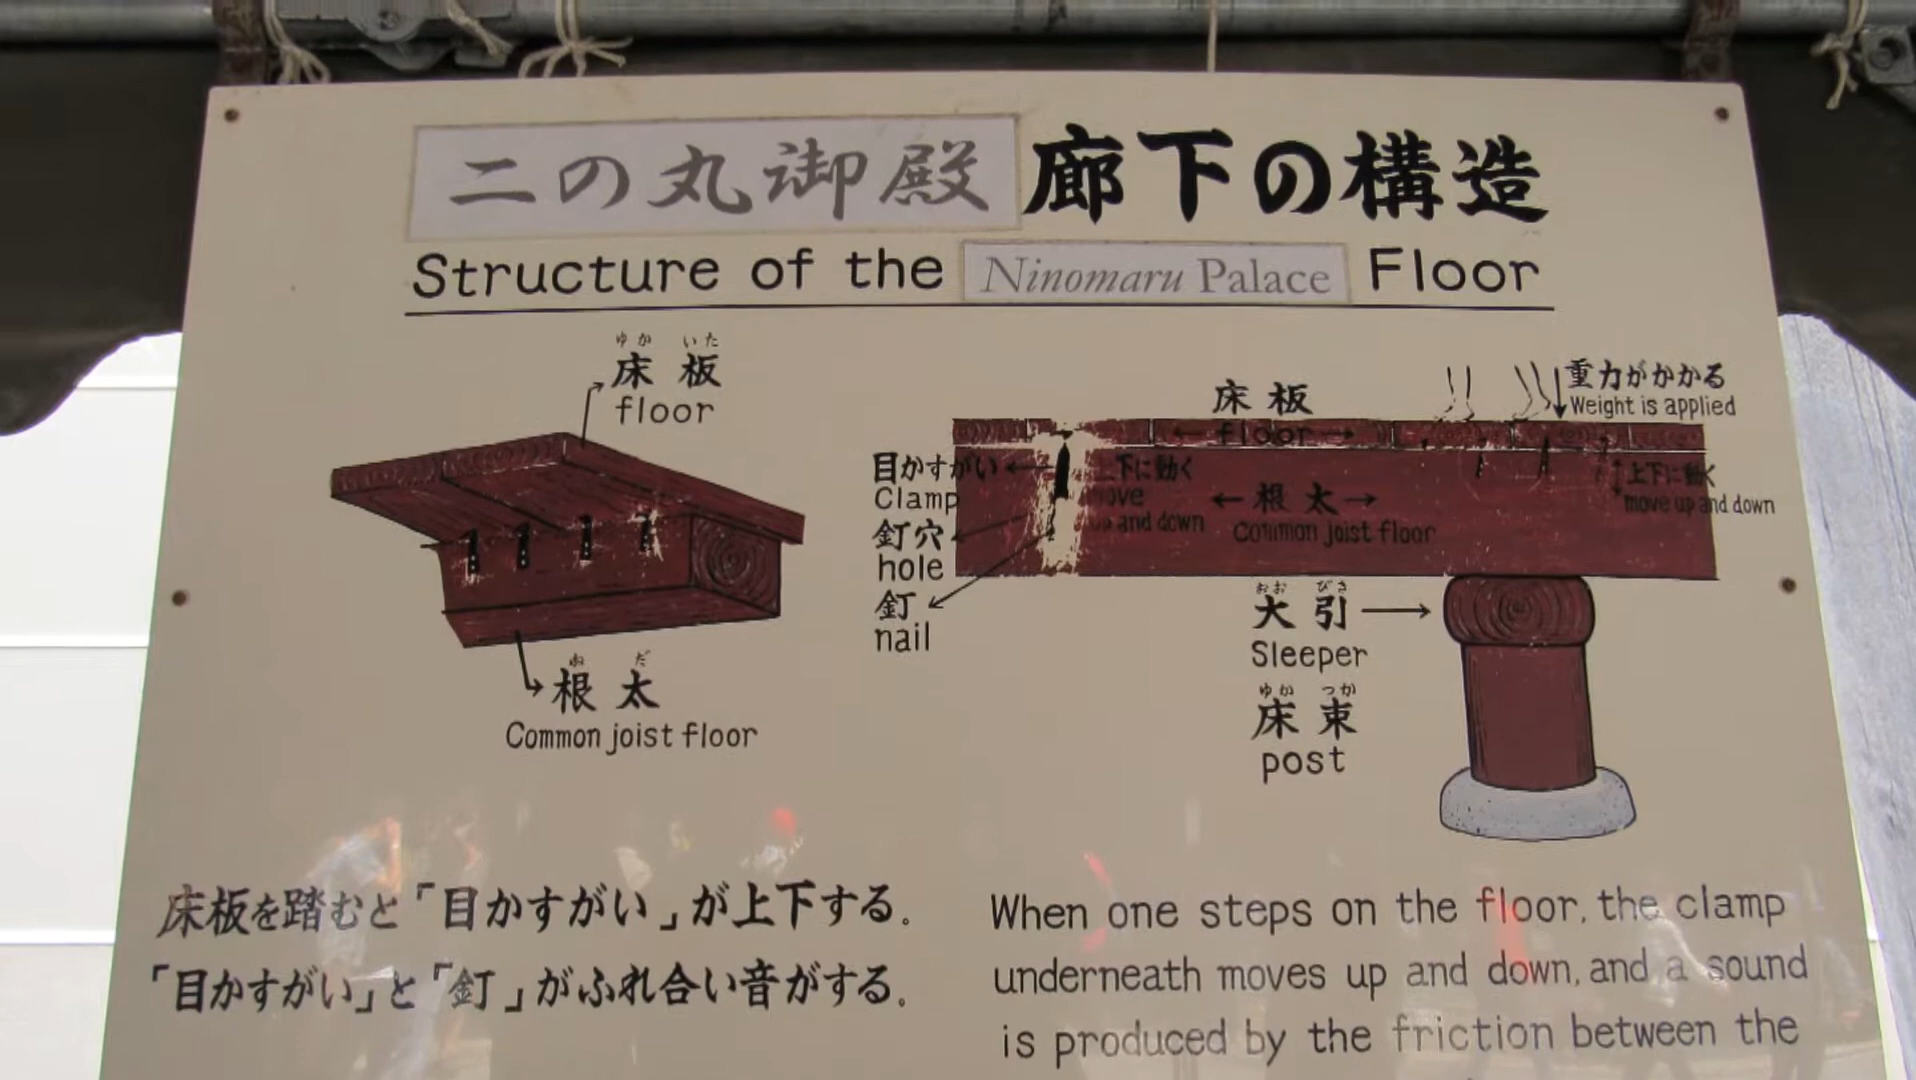 二の丸御殿 廊下の構造
Structure of the Ninomaru Palace Floor
ゆか いた
床板
floor
ね だ
根太
Common joist floor
床板
floor
重力がかかる
Weight is applied
目かすがい
Clamp
上下に動く
move
up and down
釘穴
hole
釘
nail
根太
Common joist floor
上下に動く
move up and down
おお びき
大引
Sleeper
ゆか つか
床束
post
床板を踏むと「目かすがい」が上下する。
「目かすがい」と「釘」がふれ合い音がする。
When one steps on the floor, the clamp
underneath moves up and down, and a sound
is produced by the friction between the